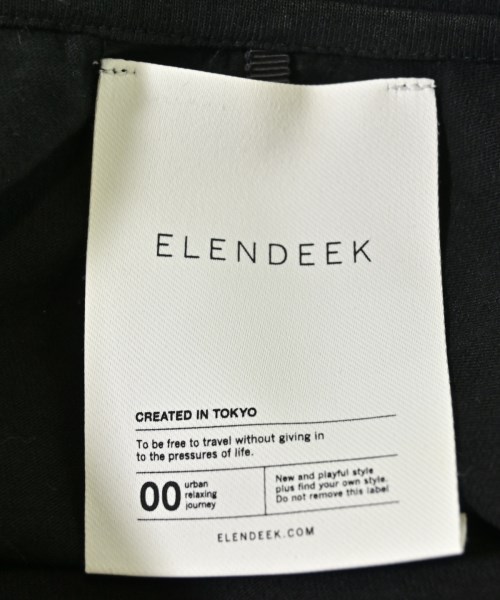 ELENDEEK
CREATED IN TOKYO
To be free to travel without giving in
to the pressures of life.
00
urban
relaxing
journey
New and playful style
plus find your own style.
Do not remove this label
ELENDEEK.COM